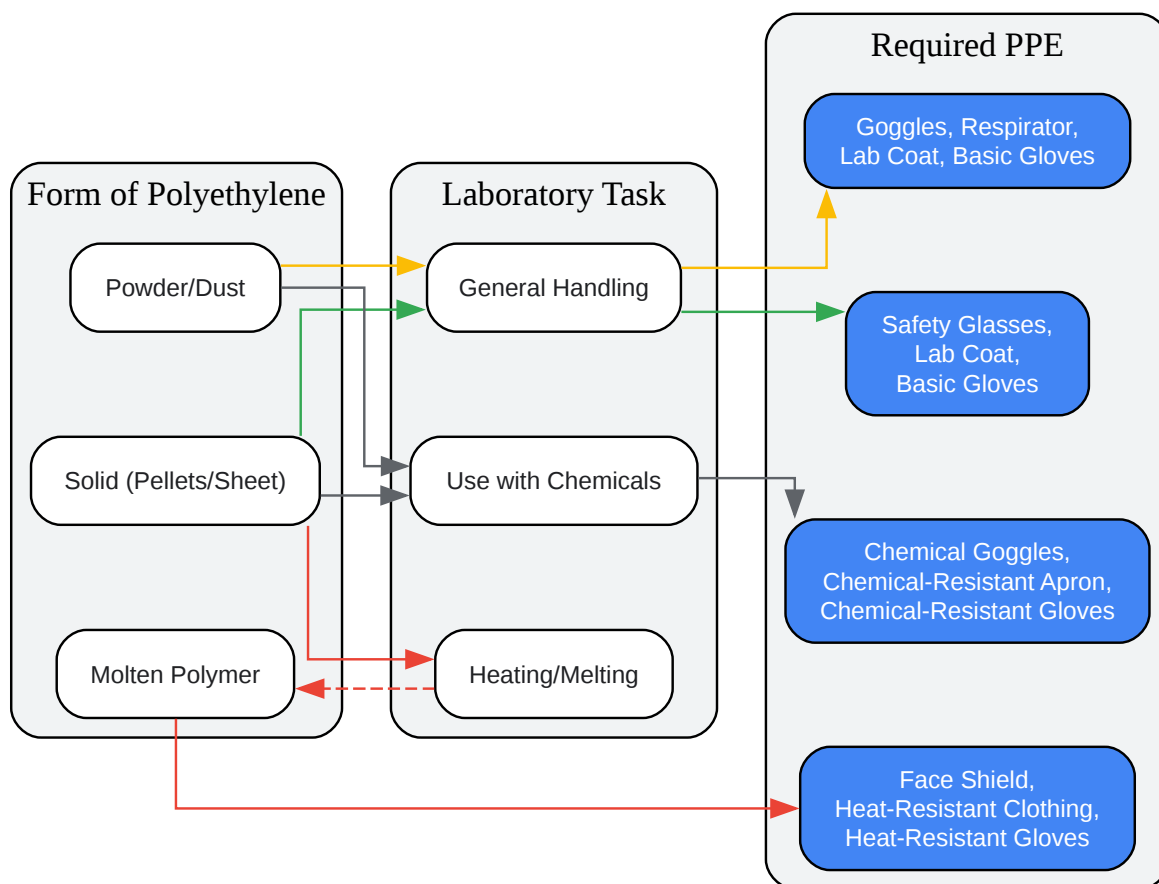 Form of Polyethylene
Powder/Dust
Solid (Pellets/Sheet)
Molten Polymer
Laboratory Task
General Handling
Use with Chemicals
Heating/Melting
Required PPE
Goggles, Respirator,
Lab Coat, Basic Gloves
Safety Glasses,
Lab Coat,
Basic Gloves
Chemical Goggles,
Chemical-Resistant Apron,
Chemical-Resistant Gloves
Face Shield,
Heat-Resistant Clothing,
Heat-Resistant Gloves